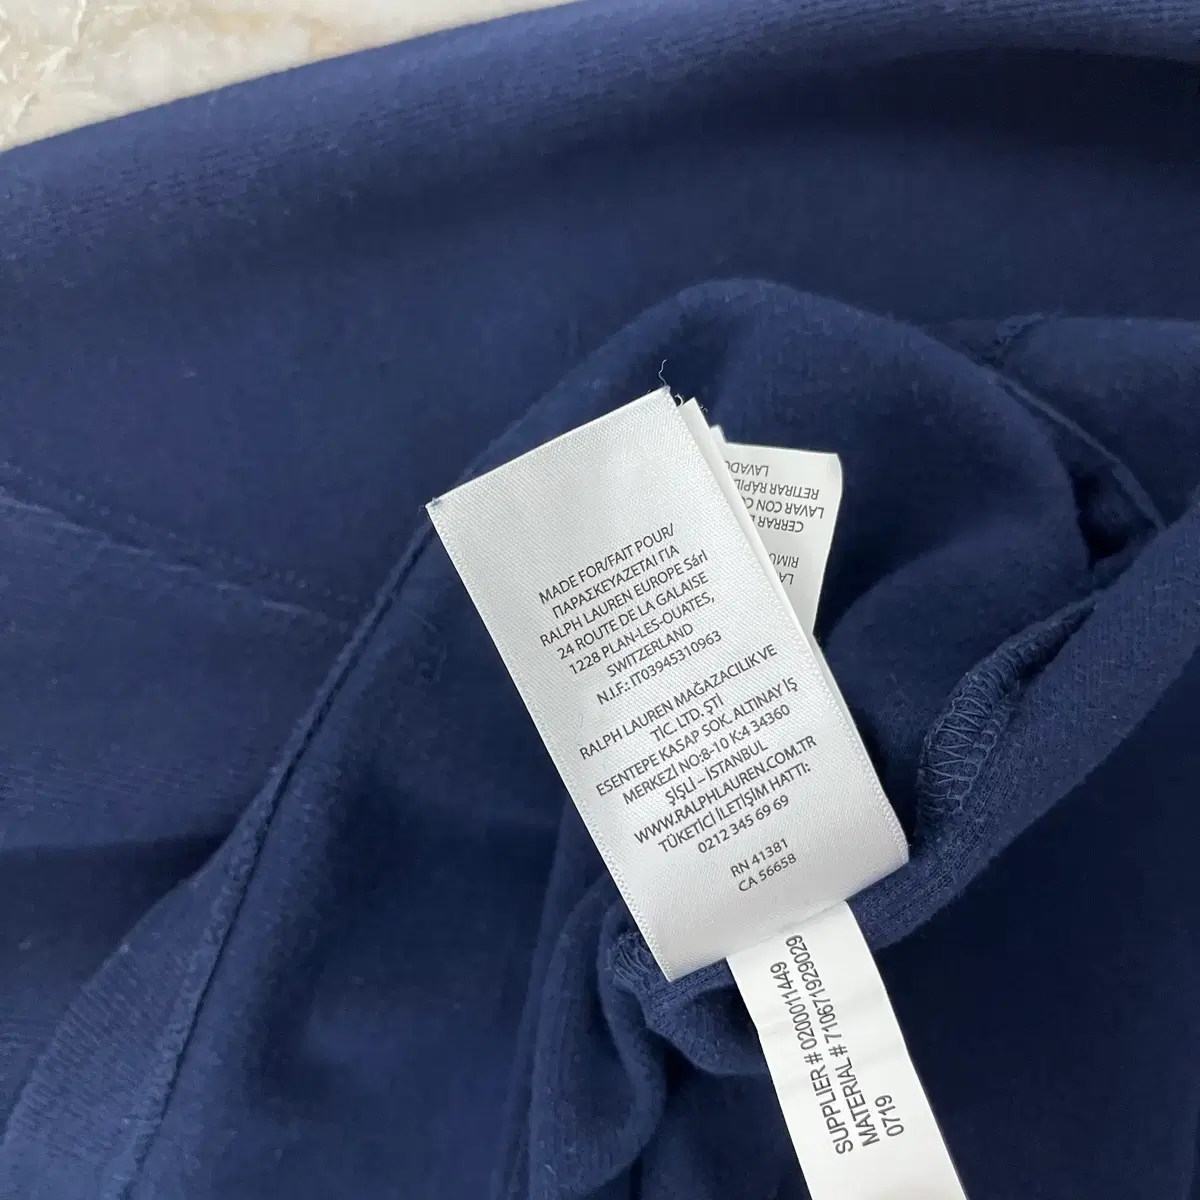 MADE FOR/FAIT POUR/
ΠΑΡΑΣΚΕΥΑΖΕΤΑΙ ΓΙΑ
RALPH LAUREN EUROPE Sárl
24 ROUTE DE LA GALAISE
1228 PLAN-LES-OUATES,
SWITZERLAND
N.I.F.: IT03945310963
RALPH LAUREN MAĞAZACILIK VE
TİC. LTD. ŞTİ
ESENTEPE KASAP SOK. ALTINAY İŞ
MERKEZİ NO:8-10 K:4 34360
ŞİŞLİ – İSTANBUL
WWW.RALPHLAUREN.COM.TR
TÜKETİCİ İLETİŞİM HATTI:
0212 345 69 69
RN 41381
CA 56658
SUPPLIER # 0200011449
MATERIAL # 710671929029
0719
CERRAR
LAVAR CON
RETIRAR
LAVADO